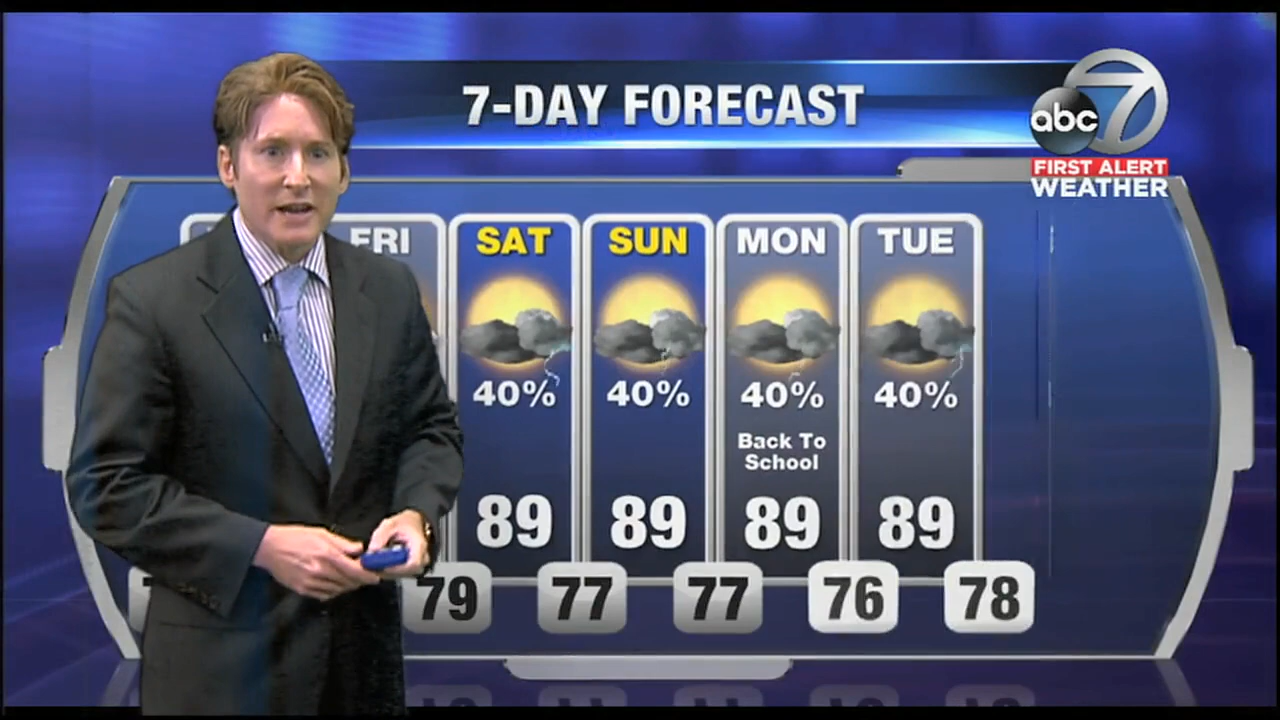 7-DAY FORECAST
abc 7
FIRST ALERT
WEATHER
FRI SAT SUN MON TUE
40% 40% 40% 40%
Back To
School
89 89 89 89
79 77 77 76 78